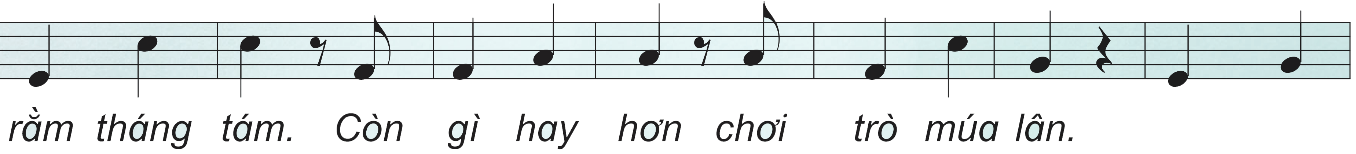 rằm tháng tám. Còn gì hay hơn chơi trò múa lân.